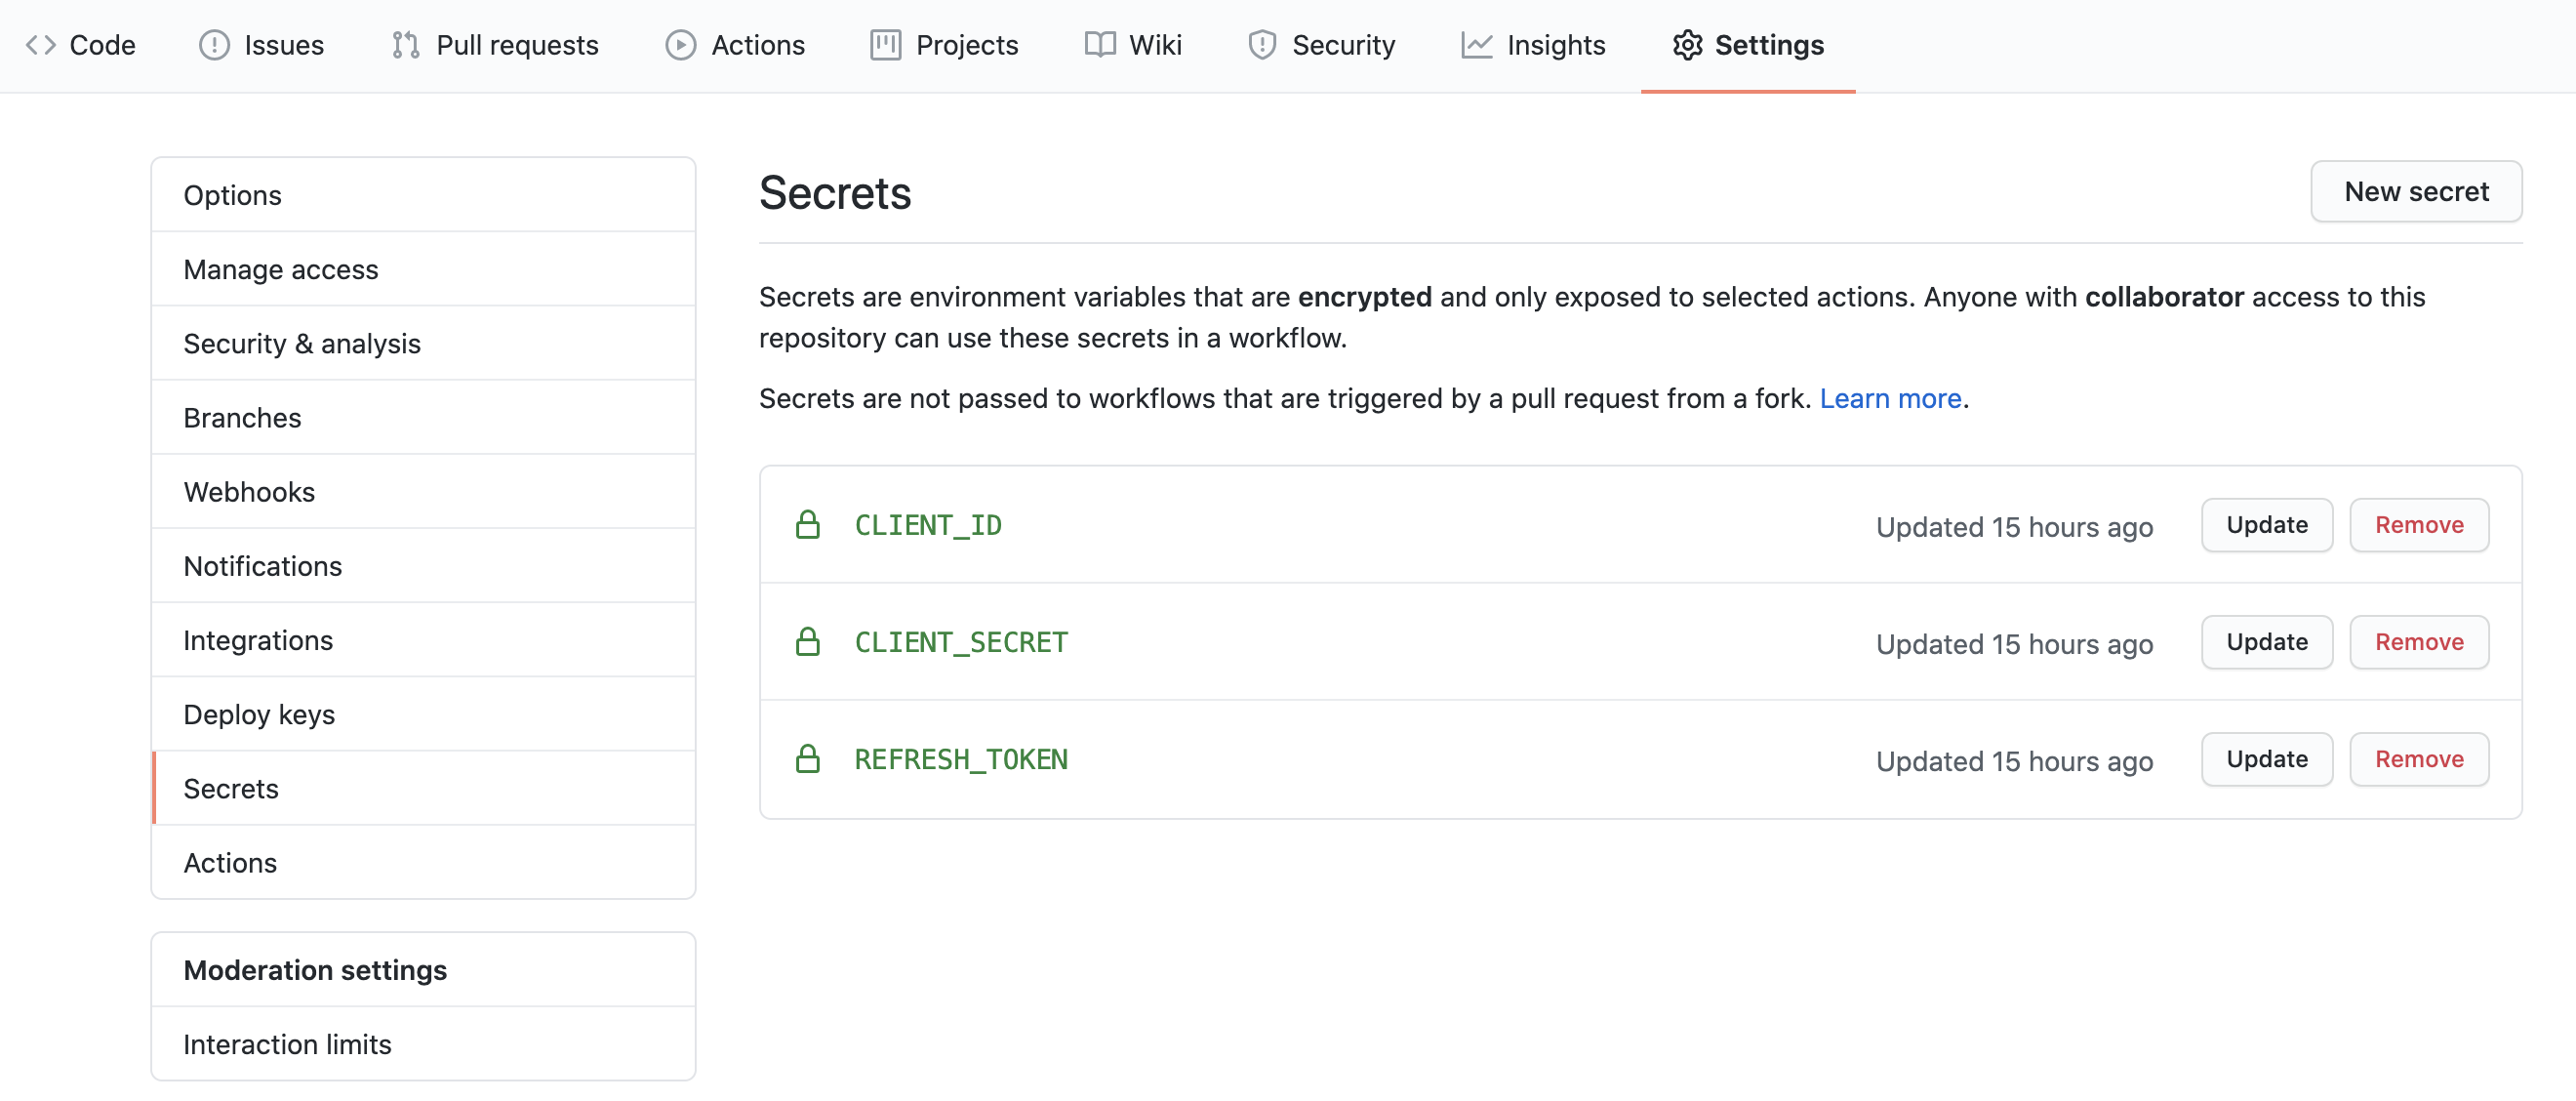 Code Issues Pull requests Actions Projects Wiki Security Insights Settings
Options
Manage access
Security & analysis
Branches
Webhooks
Notifications
Integrations
Deploy keys
Secrets
Actions
Moderation settings
Interaction limits
Secrets
New secret
Secrets are environment variables that are encrypted and only exposed to selected actions. Anyone with collaborator access to this
repository can use these secrets in a workflow.
Secrets are not passed to workflows that are triggered by a pull request from a fork. Learn more.
CLIENT_ID Updated 15 hours ago Update Remove
CLIENT_SECRET Updated 15 hours ago Update Remove
REFRESH_TOKEN Updated 15 hours ago Update Remove